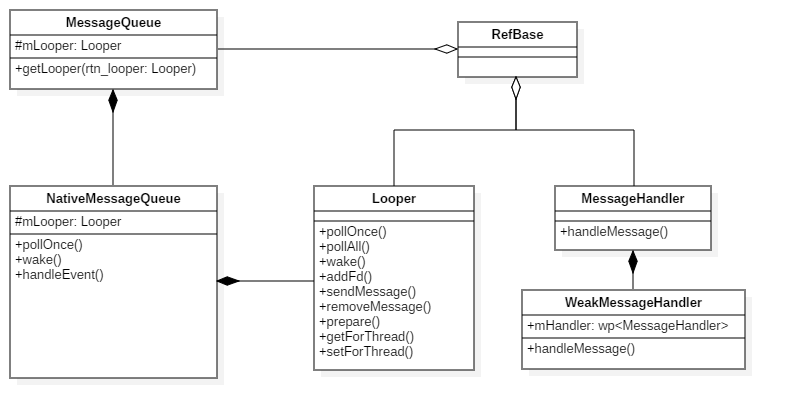 MessageQueue
#mLooper: Looper
+getLooper(rtn_looper: Looper)
RefBase
NativeMessageQueue
#mLooper: Looper
+pollOnce()
+wake()
+handleEvent()
Looper
+pollOnce()
+pollAll()
+wake()
+addFd()
+sendMessage()
+removeMessage()
+prepare()
+getForThread()
+setForThread()
MessageHandler
+handleMessage()
WeakMessageHandler
+mHandler: wp<MessageHandler>
+handleMessage()